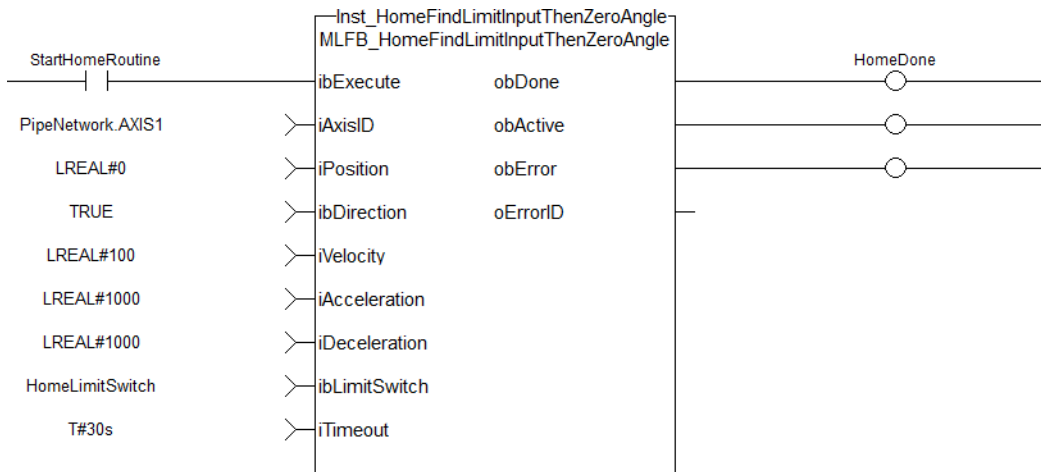 Inst_HomeFindLimitInputThenZeroAngle
MLFB_HomeFindLimitInputThenZeroAngle
StartHomeRoutine ibExecute obDone HomeDone
PipeNetwork.AXIS1 iAxisID obActive
LREAL#0 iPosition obError
TRUE ibDirection oErrorID
LREAL#100 iVelocity
LREAL#1000 iAcceleration
LREAL#1000 iDeceleration
HomeLimitSwitch ibLimitSwitch
T#30s iTimeout